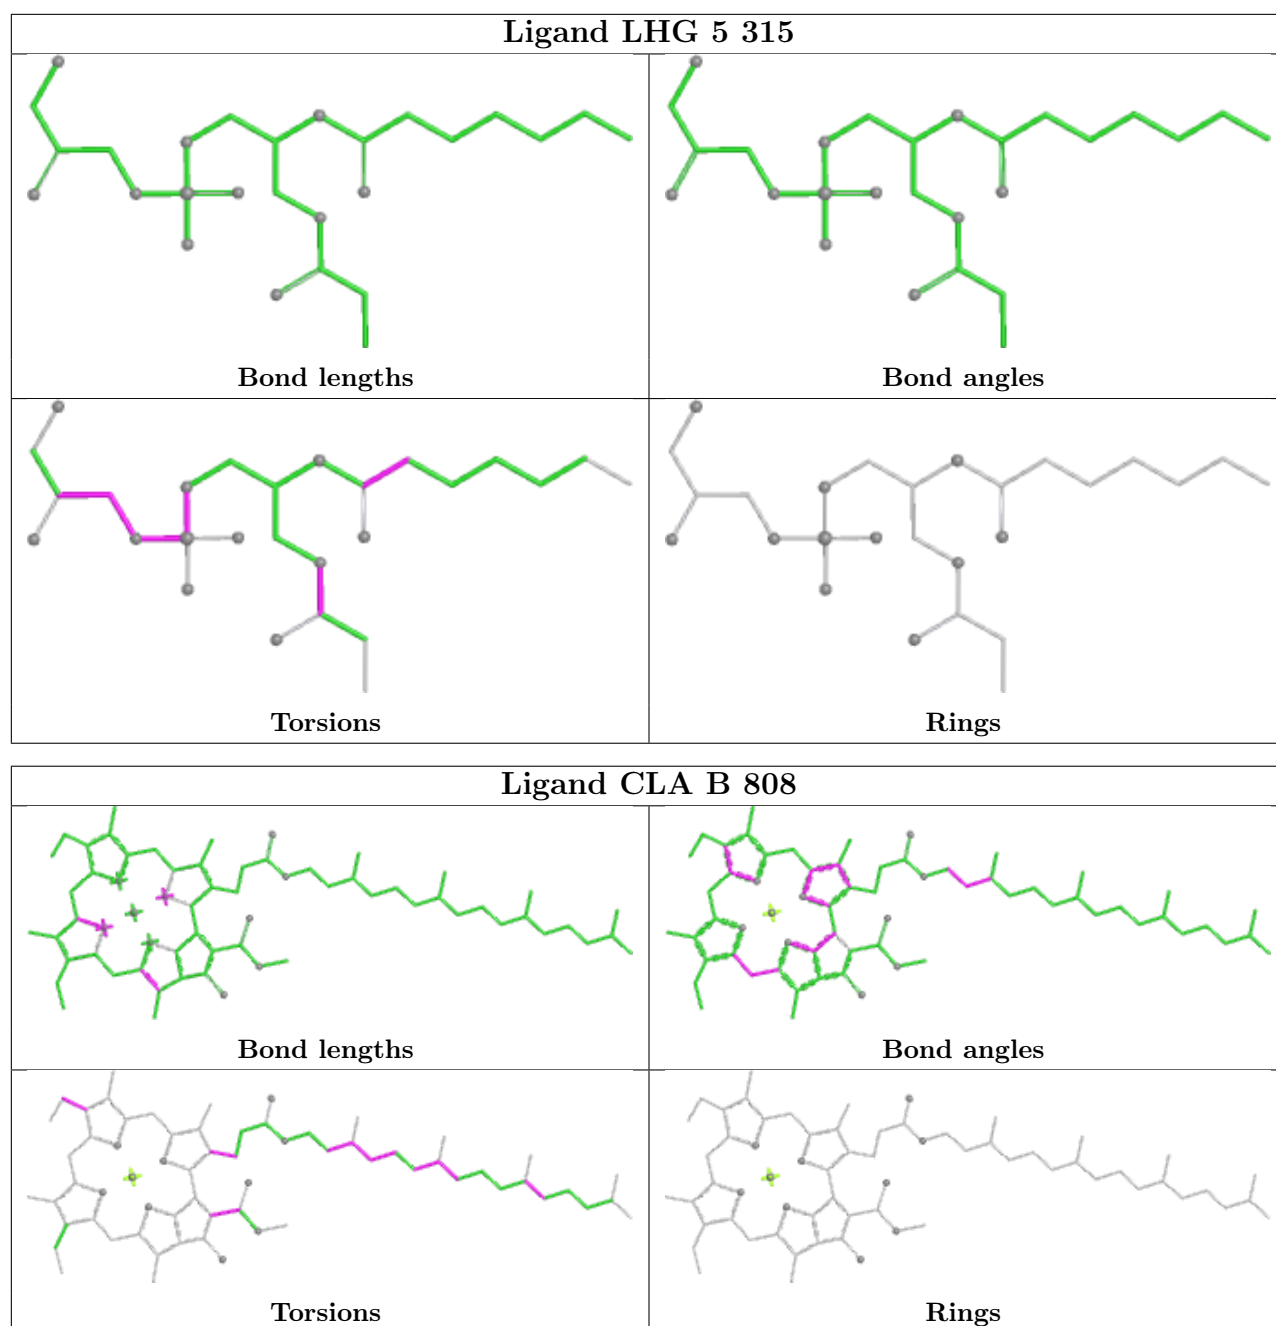 Ligand LHG 5 315
Bond lengths
Bond angles
Torsions
Rings
Ligand CLA B 808
Bond lengths
Bond angles
Torsions
Rings